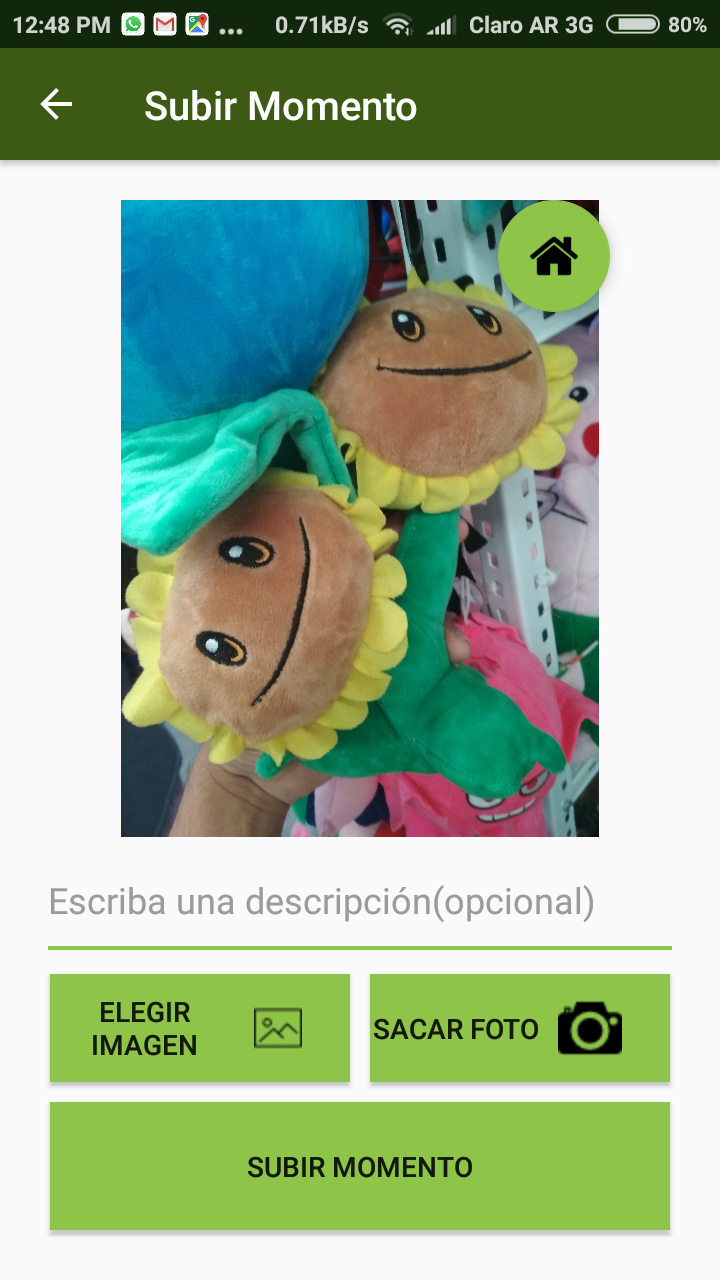 12:48 PM ... 0.71kB/s Claro AR 3G 80%
Subir Momento
Escriba una descripción(opcional)
ELEGIR
IMAGEN
SACAR FOTO
SUBIR MOMENTO